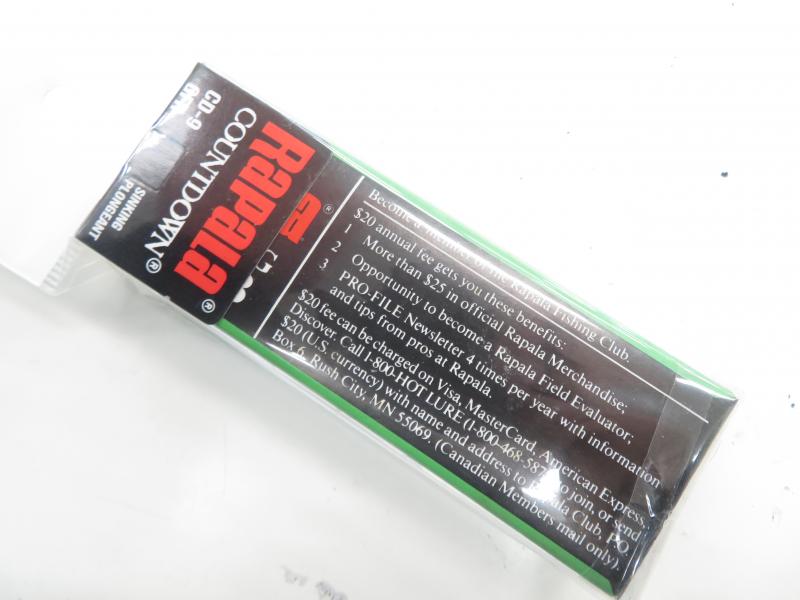 CD-9
COUNTDOWN®
Rapala®
SINKING
PLONGEANT
Become a member of the Rapala Fishing Club.
$20 annual fee gets you these benefits:
1 More than $25 in official Rapala Merchandise;
2 Opportunity to become a Rapala Field Evaluator;
3 PRO-FILE Newsletter 4 times per year with information
and tips from pros at Rapala.
$20 fee can be charged on Visa, MasterCard, American Express,
Discover. Call 1-800-HOT LURE (1-800-468-587 to join, or send
$20 (U.S. currency) with name and address to Rapala Club, P.O.
Box 6, Rush City, MN 55069. (Canadian Members mail only).